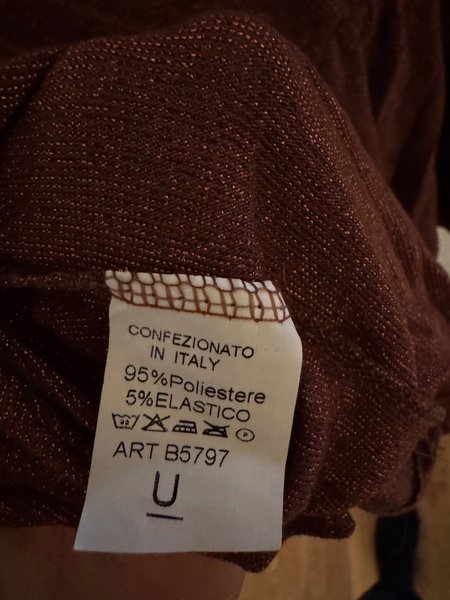 CONFEZIONATO
IN ITALY
95%Poliestere
5%ELASTICO
ART B5797
U